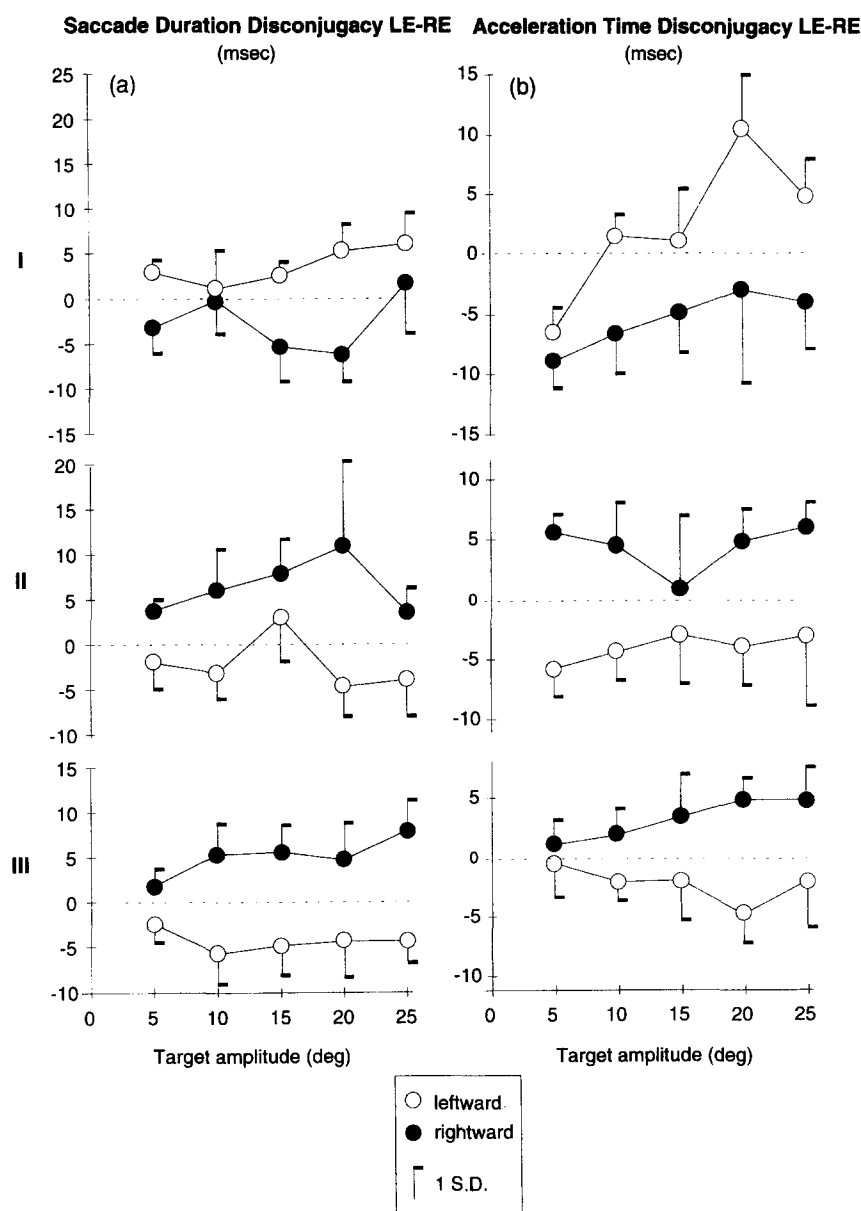 Saccade Duration Disconjugacy LE-RE
(msec)
Acceleration Time Disconjugacy LE-RE
(msec)
(a)
25
20
15
10
5
0
-5
-10
-15
I
(b)
15
10
5
0
-5
-10
-15
20
15
10
5
0
-5
-10
II
10
5
0
-5
-10
15
10
5
0
-5
-10
III
5
0
-5
-10
0 5 10 15 20 25
Target amplitude (deg)
0 5 10 15 20 25
Target amplitude (deg)
leftward
rightward
1 S.D.